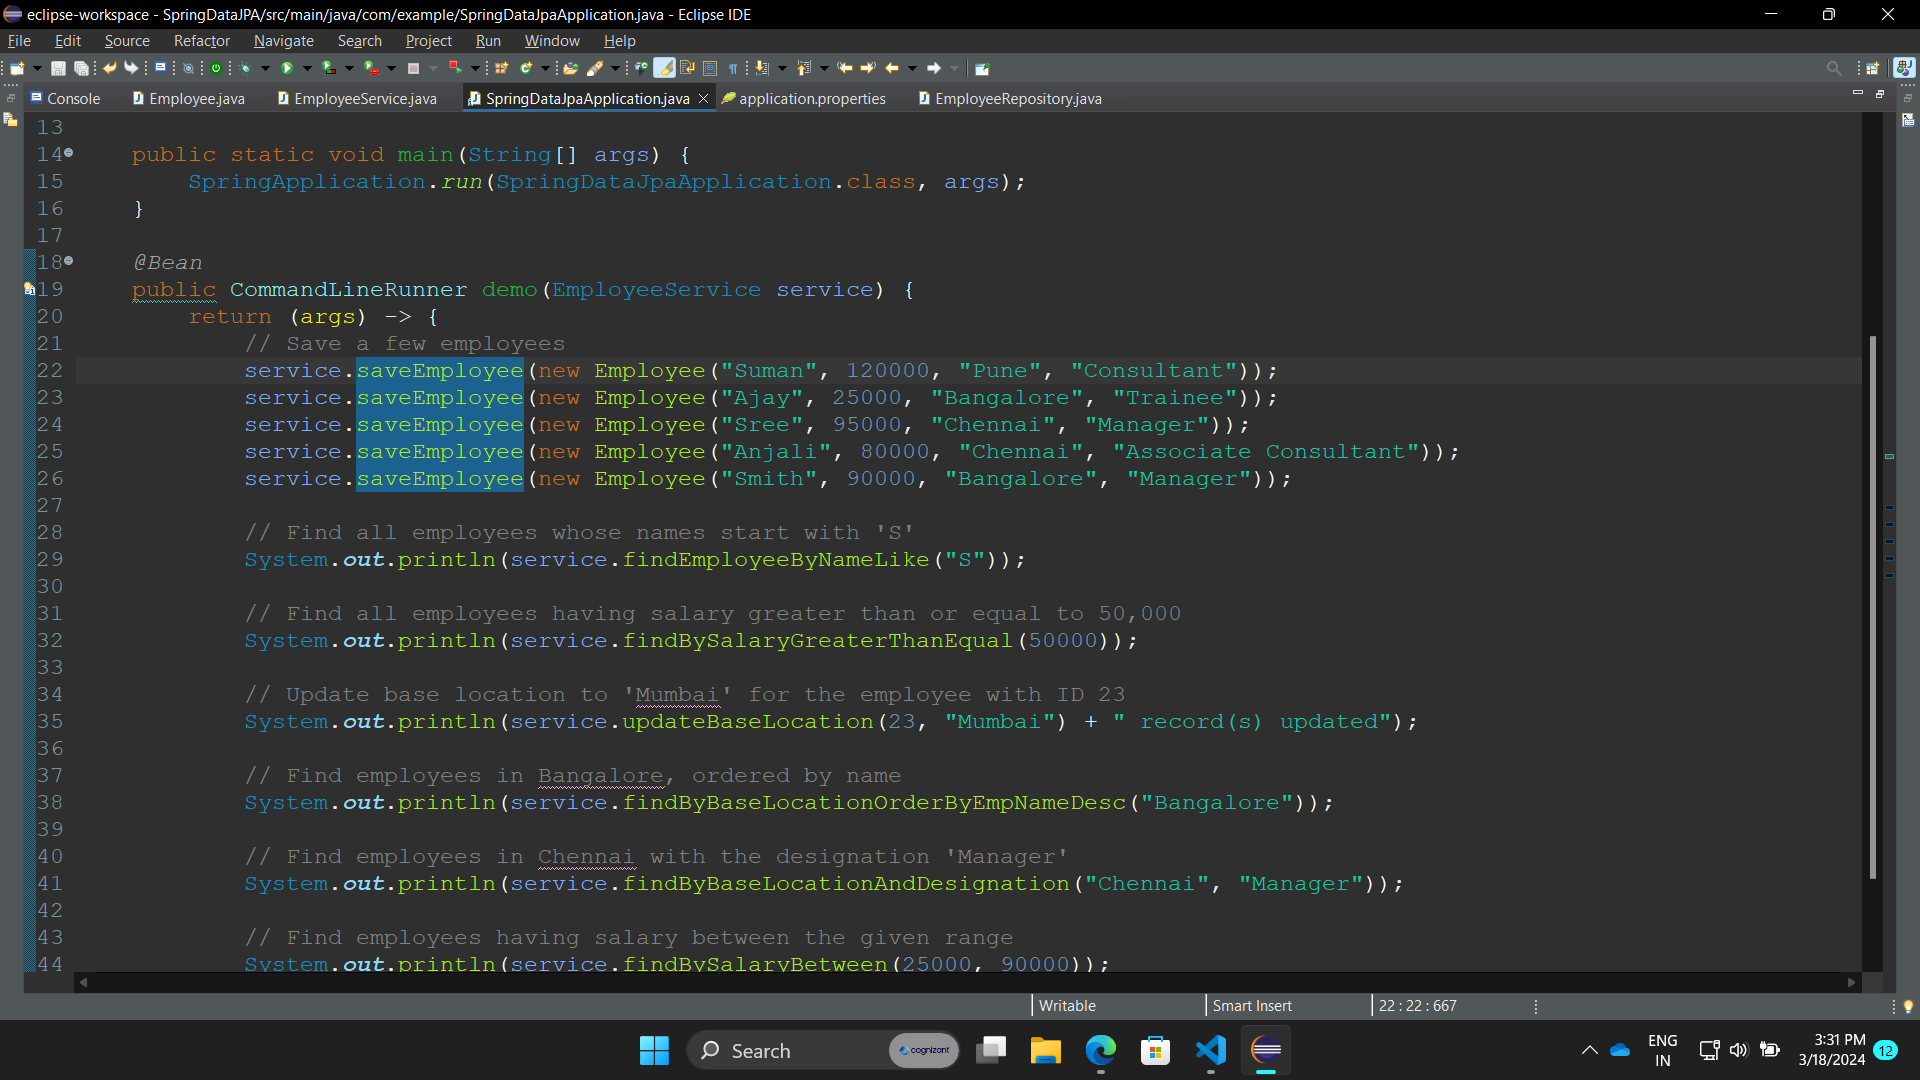 eclipse-workspace - SpringDataJPA/src/main/java/com/example/SpringDataJpaApplication.java - Eclipse IDE
File Edit Source Refactor Navigate Search Project Run Window Help
Console Employee.java EmployeeService.java SpringDataJpaApplication.java application.properties EmployeeRepository.java
13
14 public static void main(String[] args) {
15 SpringApplication.run(SpringDataJpaApplication.class, args);
16 }
17
18 @Bean
19 public CommandLineRunner demo(EmployeeService service) {
20 return (args) -> {
21 // Save a few employees
22 service.saveEmployee(new Employee("Suman", 120000, "Pune", "Consultant"));
23 service.saveEmployee(new Employee("Ajay", 25000, "Bangalore", "Trainee"));
24 service.saveEmployee(new Employee("Sree", 95000, "Chennai", "Manager"));
25 service.saveEmployee(new Employee("Anjali", 80000, "Chennai", "Associate Consultant"));
26 service.saveEmployee(new Employee("Smith", 90000, "Bangalore", "Manager"));
27
28 // Find all employees whose names start with 'S'
29 System.out.println(service.findEmployeeByNameLike("S"));
30
31 // Find all employees having salary greater than or equal to 50,000
32 System.out.println(service.findBySalaryGreaterThanEqual(50000));
33
34 // Update base location to 'Mumbai' for the employee with ID 23
35 System.out.println(service.updateBaseLocation(23, "Mumbai") + " record(s) updated");
36
37 // Find employees in Bangalore, ordered by name
38 System.out.println(service.findByBaseLocationOrderByEmpNameDesc("Bangalore"));
39
40 // Find employees in Chennai with the designation 'Manager'
41 System.out.println(service.findByBaseLocationAndDesignation("Chennai", "Manager"));
42
43 // Find employees having salary between the given range
44 System.out.println(service.findBySalaryBetween(25000, 90000));
Writable Smart Insert 22 : 22 : 667
Search cognizant ENG 3:31 PM
IN 3/18/2024 12